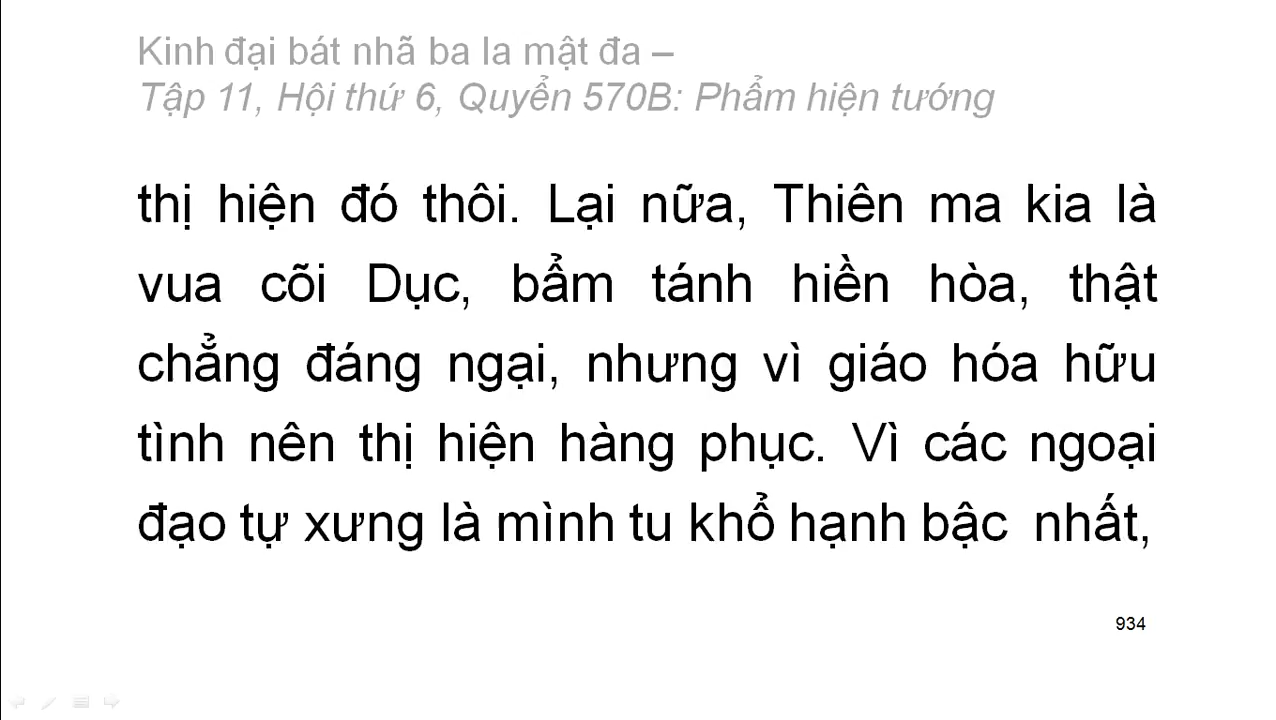 Kinh đại bát nhã ba la mật đa –
Tập 11, Hội thứ 6, Quyển 570B: Phẩm hiện tướng
thị hiện đó thôi. Lại nữa, Thiên ma kia là
vua cõi Dục, bẩm tánh hiền hòa, thật
chẳng đáng ngại, nhưng vì giáo hóa hữu
tình nên thị hiện hàng phục. Vì các ngoại
đạo tự xưng là mình tu khổ hạnh bậc nhất,
934